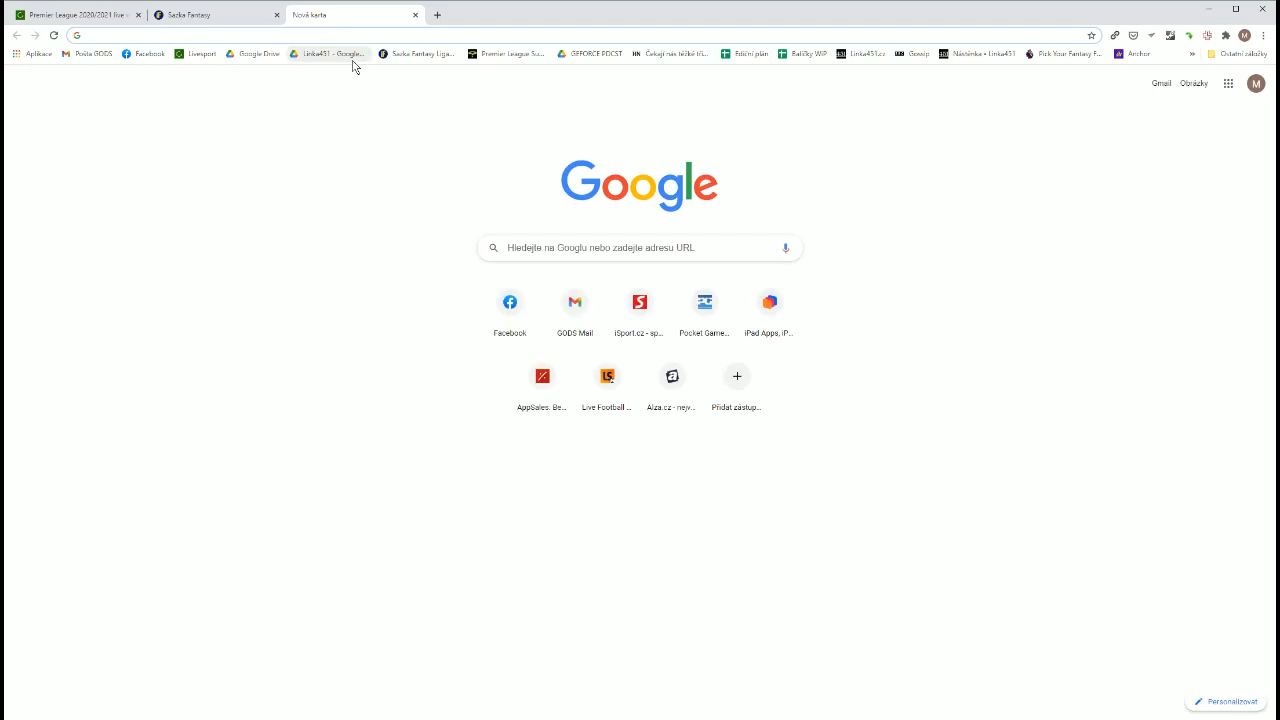 Premier League 2020/2021 live v
Sazka Fantasy
Nová karta
Aplikace
Pošta GODS
Facebook
Livesport
Google Drive
Linka451 - Google...
Sazka Fantasy Liga...
Premier League Su...
GEFORCE PDCST
Čekají nás těžké tři...
Ediční plán
Balíčky WiP
Linka451.cz
Gossip
Nástěnka • Linka451
Pick Your Fantasy F...
Anchor
»
Ostatní záložky
Gmail
Obrázky
M
Google
Hledejte na Googlu nebo zadejte adresu URL
Facebook
GODS Mail
iSport.cz - sp...
Pocket Game...
iPad Apps, iP...
AppSales. Be...
Live Football ...
Alza.cz - nejv...
Přidat zástup...
Personalizovat